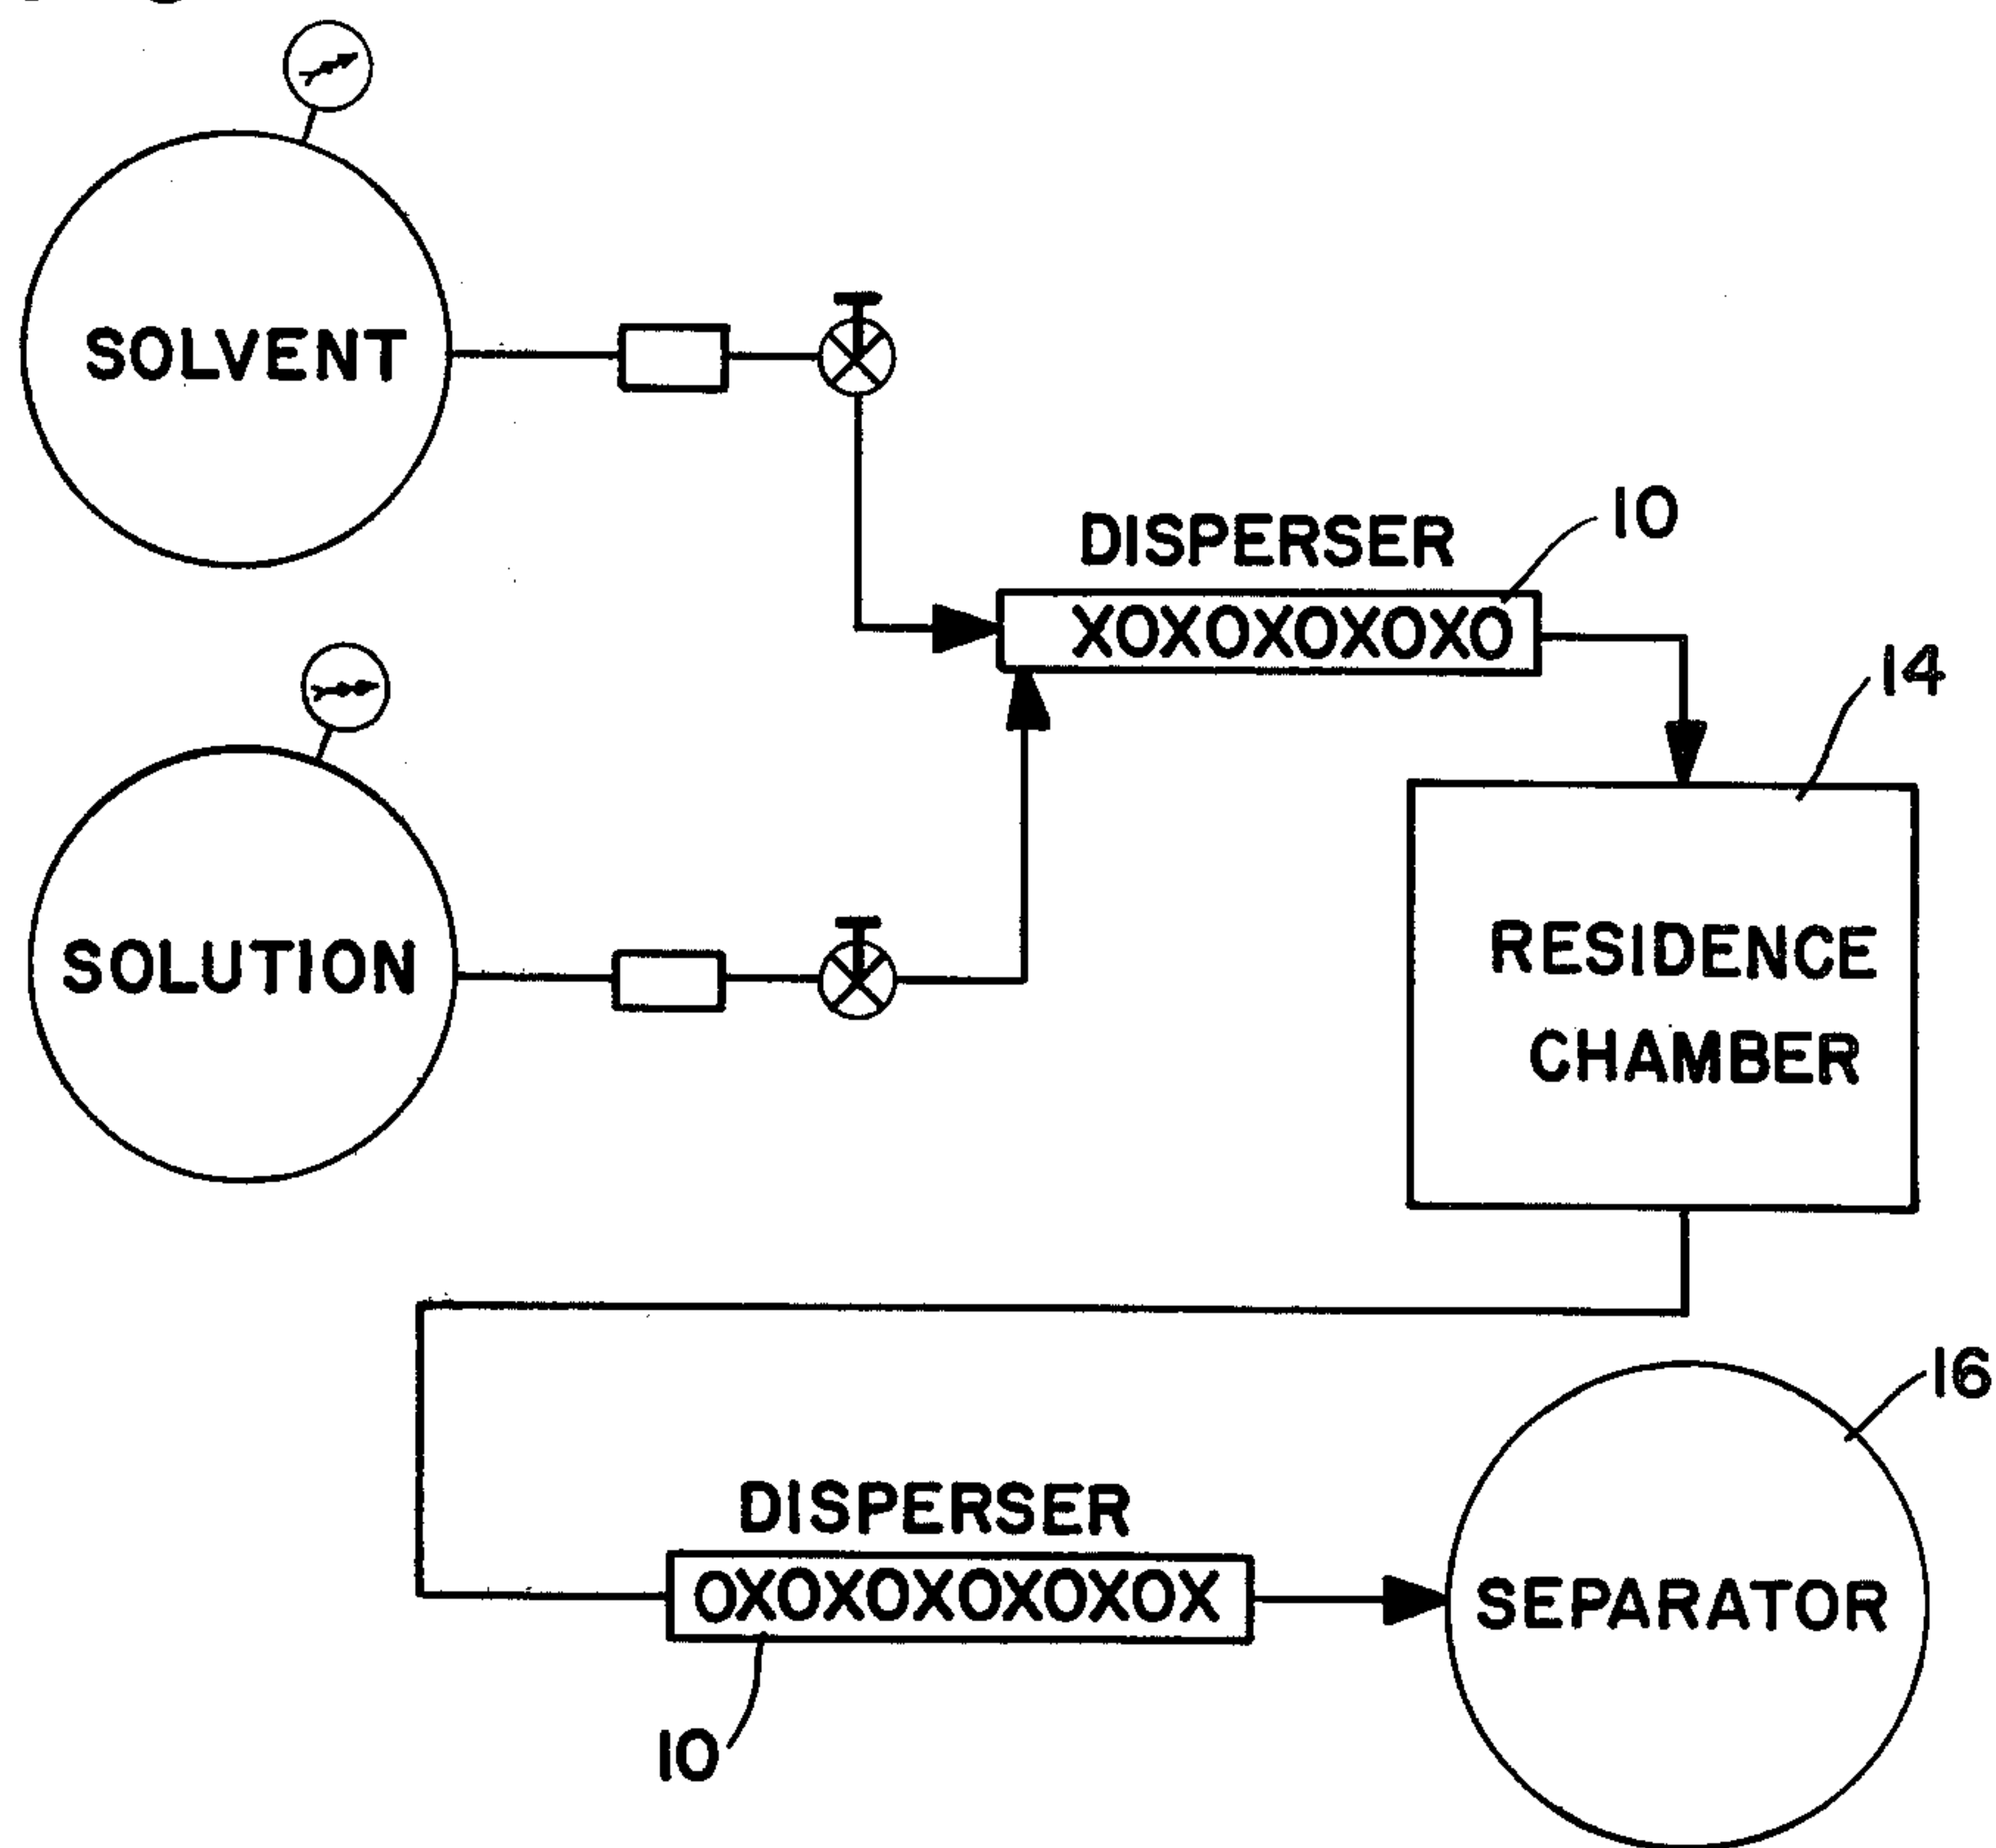 SOLVENT
DISPERSER
10
XOXOXOXOXO
14
SOLUTION
RESIDENCE
CHAMBER
16
DISPERSER
OXOXOXOXOXOX
SEPARATOR
10